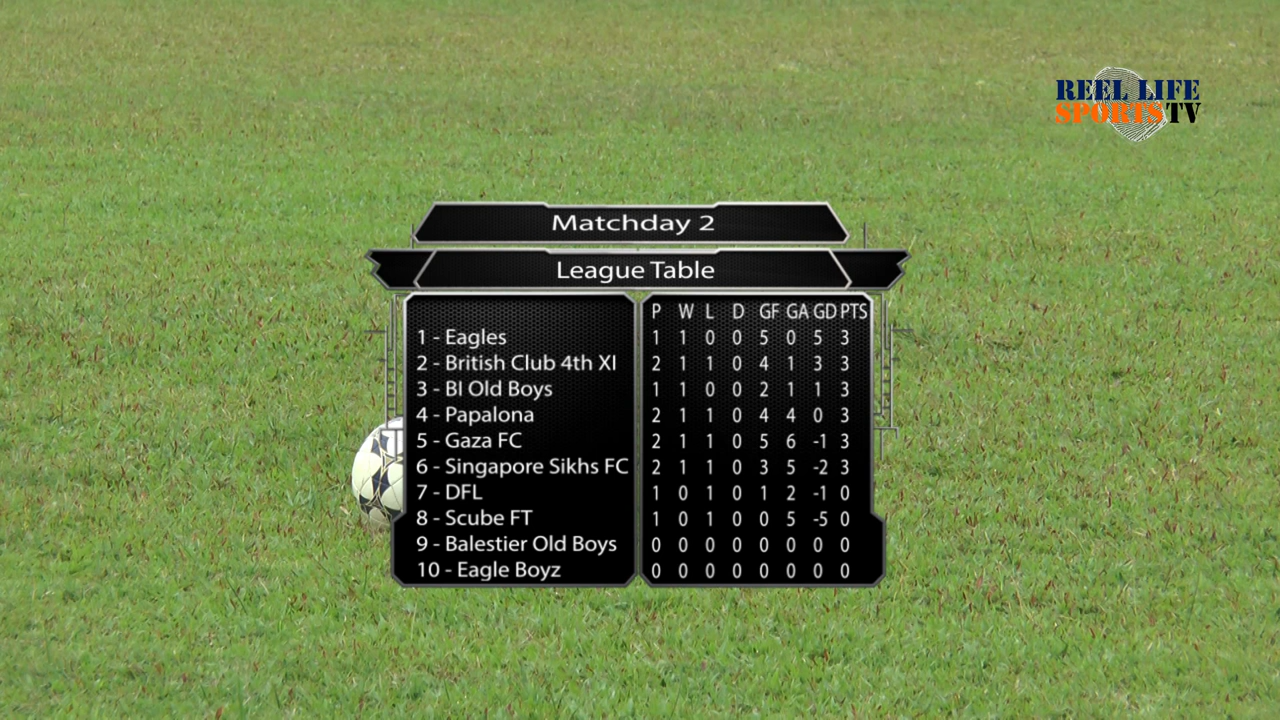 REEL LIFE
SPORTS TV
Matchday 2
League Table
P W L D GF GA GD PTS
1 - Eagles 1 1 0 0 5 0 5 3
2 - British Club 4th XI 2 1 1 0 4 1 3 3
3 - BI Old Boys 1 1 0 0 2 1 1 3
4 - Papalona 2 1 1 0 4 4 0 3
5 - Gaza FC 2 1 1 0 5 6 -1 3
6 - Singapore Sikhs FC 2 1 1 0 3 5 -2 3
7 - DFL 1 0 1 0 1 2 -1 0
8 - Scube FT 1 0 1 0 0 5 -5 0
9 - Balestier Old Boys 0 0 0 0 0 0 0 0
10 - Eagle Boyz 0 0 0 0 0 0 0 0